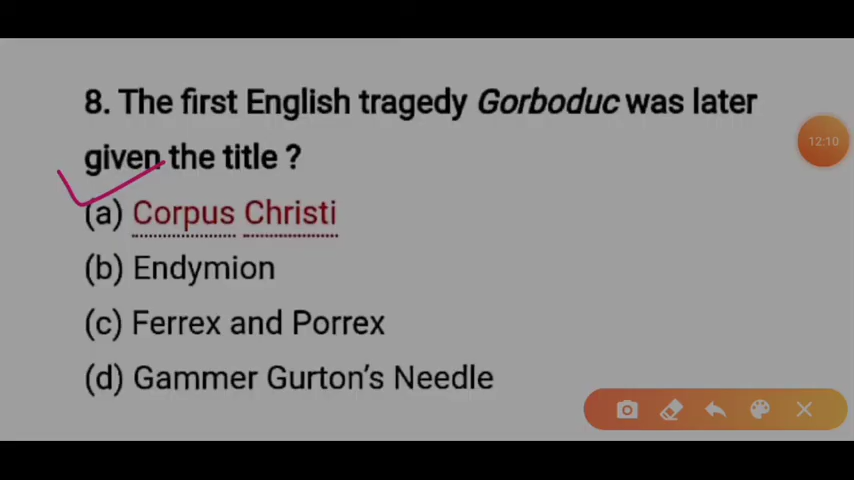 8. The first English tragedy Gorboduc was later
given the title ?
12:10
(a) Corpus Christi
(b) Endymion
(c) Ferrex and Porrex
(d) Gammer Gurton's Needle